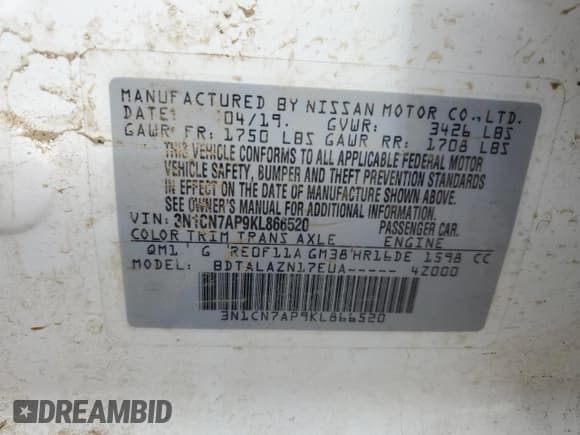 MANUFACTURED BY NISSAN MOTOR CO.,LTD.
DATE: 04/19. GVWR: 3426 LBS
GAWR FR: 1750 LBS GAWR RR: 1708 LBS
THIS VEHICLE CONFORMS TO ALL APPLICABLE FEDERAL MOTOR
VEHICLE SAFETY, BUMPER AND THEFT PREVENTION STANDARDS
IN EFFECT ON THE DATE OF MANUFACTURE SHOWN ABOVE.
SEE OWNER'S MANUAL FOR MORE INFORMATION.
VIN: 3N1CN7AP9KL866520 PASSENGER CAR.
COLOR TRIM TRANS AXLE ENGINE
QM1 G RE0F11A GM38 HR16DE 1598 CC
MODEL: BDTALAZN17EUA----- 4Z000
3N1CN7AP9KL866520
DREAMBID